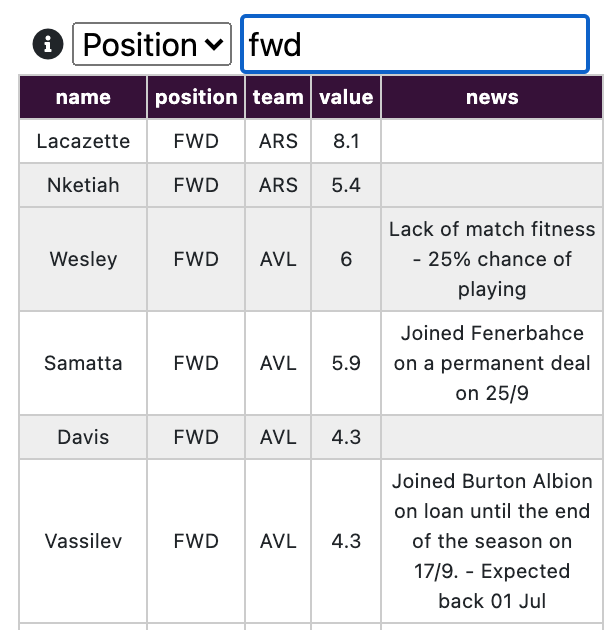 Position fwd
name position team value news
Lacazette FWD ARS 8.1
Nketiah FWD ARS 5.4
Wesley FWD AVL 6 Lack of match fitness
- 25% chance of
playing
Samatta FWD AVL 5.9 Joined Fenerbahce
on a permanent deal
on 25/9
Davis FWD AVL 4.3
Vassilev FWD AVL 4.3 Joined Burton Albion
on loan until the end
of the season on
17/9. - Expected
back 01 Jul